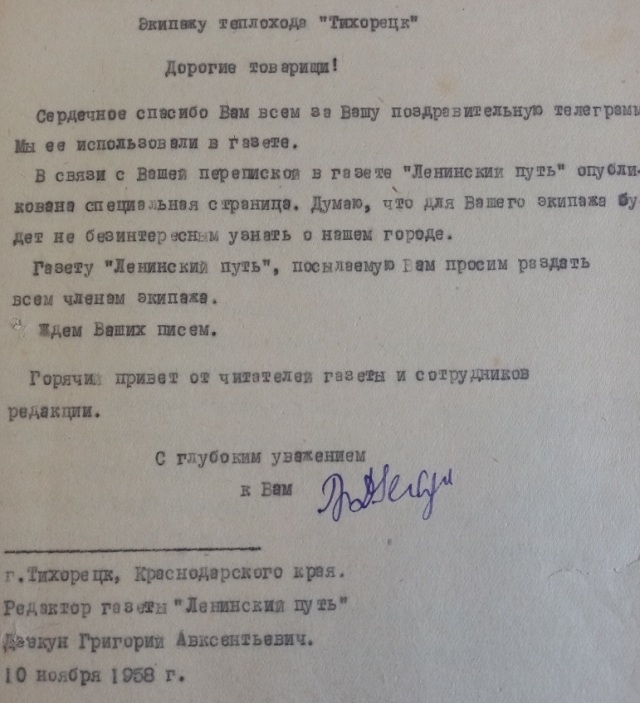 Экипажу теплохода "Тихорецк"
Дорогие товарищи!
Сердечное спасибо Вам всем за Вашу поздравительную телеграмм
Мы ее использовали в газете.
В связи с Вашей перепиской в газете "Ленинский путь" опубли-
кована специальная страница. Думаю, что для Вашего экипажа бу-
дет не безинтересным узнать о нашем городе.
Газету "Ленинский путь", посылаемую Вам просим раздать
всем членам экипажа.
Ждем Ваших писем.
Горячий привет от читателей газеты и сотрудников
редакции.
С глубоким уважением
к Вам
г.Тихорецк, Краснодарского края.
Редактор газеты "Ленинский путь"
Григорий Авксентьевич.
10 ноября 1958 г.